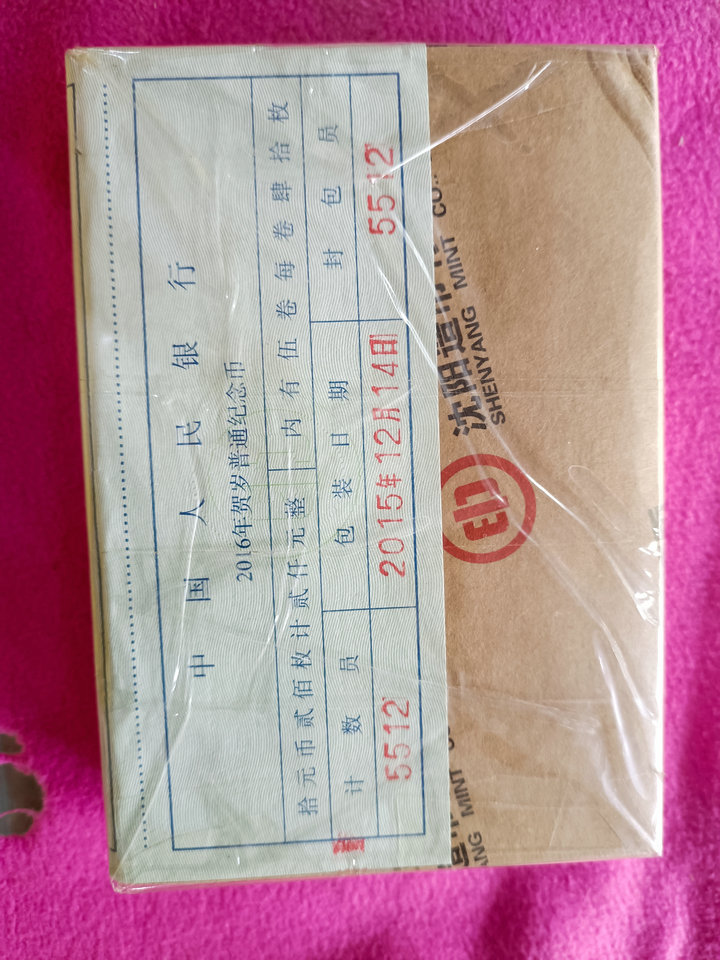 中国人民银行
2016年贺岁普通纪念币
拾元币贰佰枚计贰仟元整 内有伍卷每卷肆拾枚
计数员 包装日期 封包员
5512 2015年12月14日 5512
沈阳造币
SHENYANG MINT CO.
ANG MINT